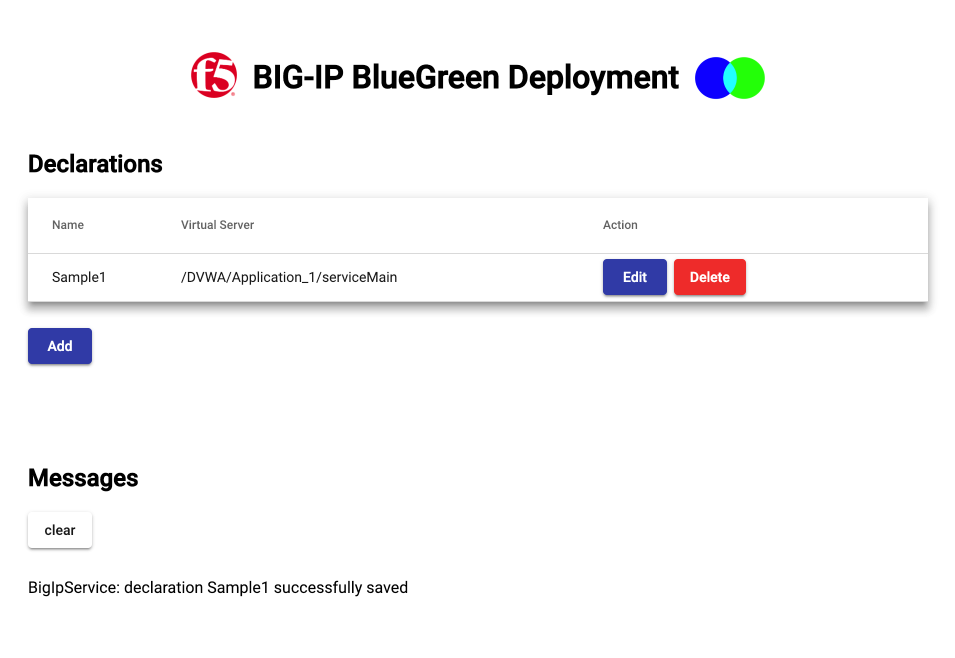 f5 BIG-IP BlueGreen Deployment
Declarations
Name Virtual Server Action
Sample1 /DVWA/Application_1/serviceMain Edit Delete
Add
Messages
clear
BigIpService: declaration Sample1 successfully saved